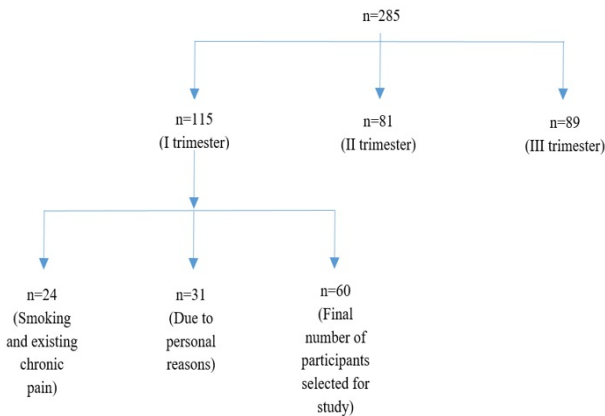 n=285
n=115
(I trimester)
n=81
(II trimester)
n=89
(III trimester)
n=24
(Smoking
and existing
chronic
pain)
n=31
(Due to
personal
reasons)
n=60
(Final
number of
participants
selected for
study)